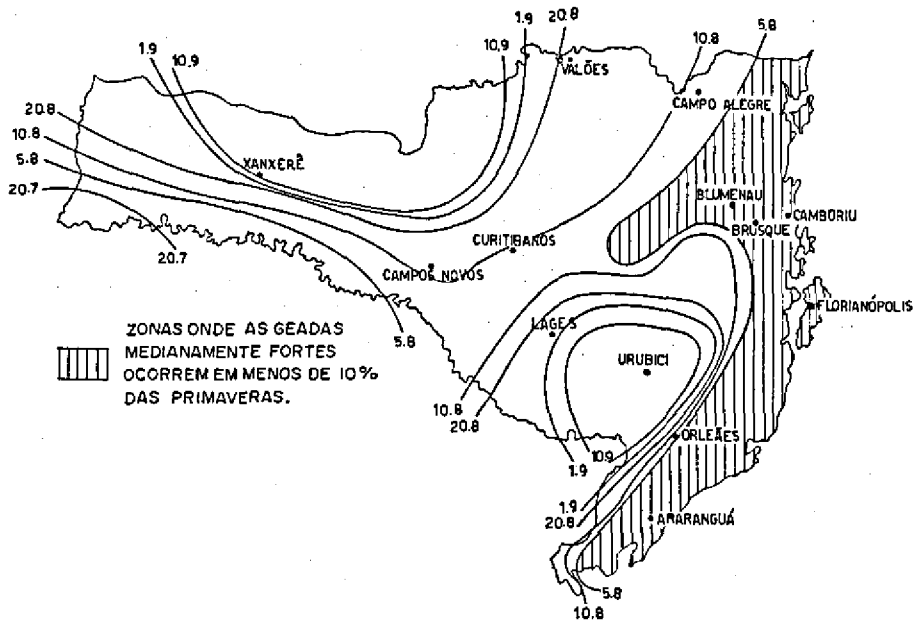 1.9
10.9
20.8
10.8
5.8
20.7
20.7
1.9
20.8
10.9
10.8
5.8
VALÕES
CAMPO ALEGRE
XANXERÊ
BLUMENAU
CAMBORIU
BRUSQUE
CURITIBANOS
CAMPOS NOVOS
FLORIANÓPOLIS
5.8
LAGES
URUBICI
ZONAS ONDE AS GEADAS
MEDIANAMENTE FORTES
OCORREM EM MENOS DE 10%
DAS PRIMAVERAS.
10.8
20.8
1.9
10.9
ORLEÃES
1.9
20.8
ARARANGUÁ
5.8
10.8